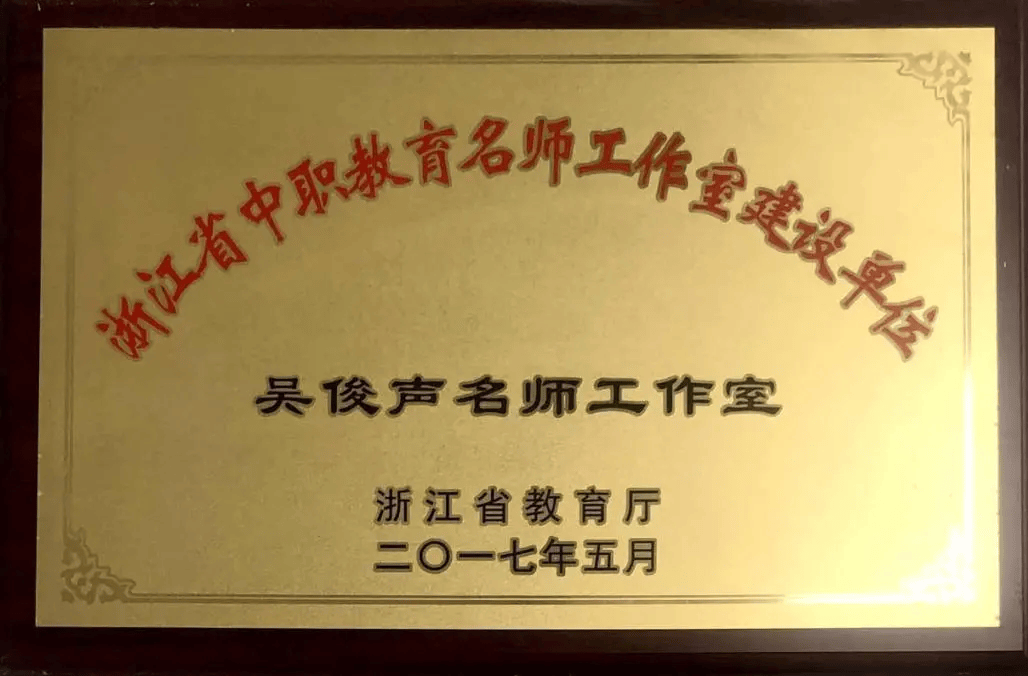 浙江省中职教育名师工作室建设单位
吴俊声名师工作室
浙江省教育厅
二〇一七年五月